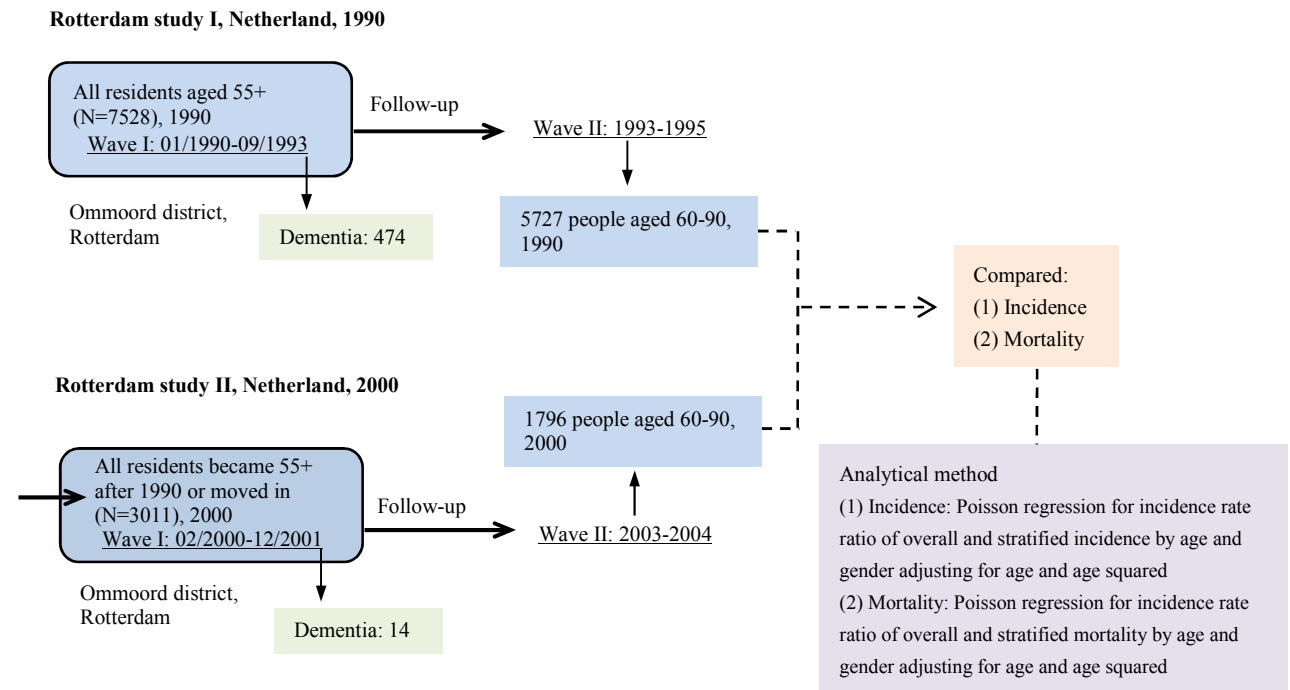 Rotterdam study I, Netherland, 1990
All residents aged 55+
(N=7528), 1990
Wave I: 01/1990-09/1993
Follow-up
Wave II: 1993-1995
Ommoord district,
Rotterdam
Dementia: 474
5727 people aged 60-90,
1990
Compared:
(1) Incidence
(2) Mortality
Rotterdam study II, Netherland, 2000
1796 people aged 60-90,
2000
All residents became 55+
after 1990 or moved in
(N=3011), 2000
Wave I: 02/2000-12/2001
Follow-up
Wave II: 2003-2004
Ommoord district,
Rotterdam
Dementia: 14
Analytical method
(1) Incidence: Poisson regression for incidence rate
ratio of overall and stratified incidence by age and
gender adjusting for age and age squared
(2) Mortality: Poisson regression for incidence rate
ratio of overall and stratified mortality by age and
gender adjusting for age and age squared